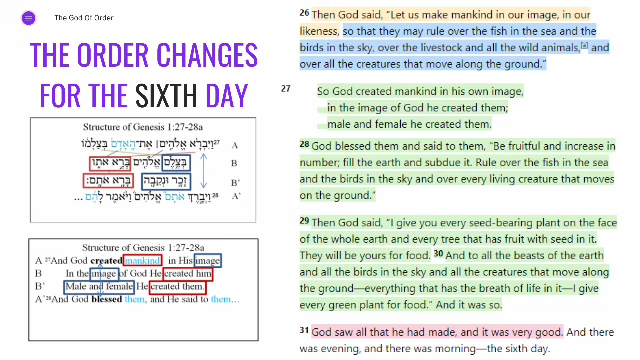 The God Of Order
THE ORDER CHANGES
FOR THE SIXTH DAY
Structure of Genesis 1:27-28a
²⁷וַיִּבְרָ֨א אֱלֹהִ֤ים׀ אֶת־הָֽאָדָם֙ בְּצַלְמ֔וֹ A
בְּצֶ֥לֶם אֱלֹהִ֖ים בָּרָ֣א אֹת֑וֹ B
זָכָ֥ר וּנְקֵבָ֖ה בָּרָ֥א אֹתָֽם׃ B'
²⁸וַיְבָ֣רֶךְ אֹתָם֮ אֱלֹהִים֒ וַיֹּ֨אמֶר לָהֶ֜ם ... A'
Structure of Genesis 1:27-28a
A ²⁷And God created mankind in His image
B In the image of God He created him
B' Male and female He created them.
A'²⁸And God blessed them, and He said to them…
26 Then God said, “Let us make mankind in our image, in our
likeness, so that they may rule over the fish in the sea and the
birds in the sky, over the livestock and all the wild animals,[a] and
over all the creatures that move along the ground.”
27 So God created mankind in his own image,
in the image of God he created them;
male and female he created them.
28 God blessed them and said to them, “Be fruitful and increase in
number; fill the earth and subdue it. Rule over the fish in the sea
and the birds in the sky and over every living creature that moves
on the ground.”
29 Then God said, “I give you every seed-bearing plant on the face
of the whole earth and every tree that has fruit with seed in it.
They will be yours for food. 30 And to all the beasts of the earth
and all the birds in the sky and all the creatures that move along
the ground—everything that has the breath of life in it—I give
every green plant for food.” And it was so.
31 God saw all that he had made, and it was very good. And there
was evening, and there was morning—the sixth day.